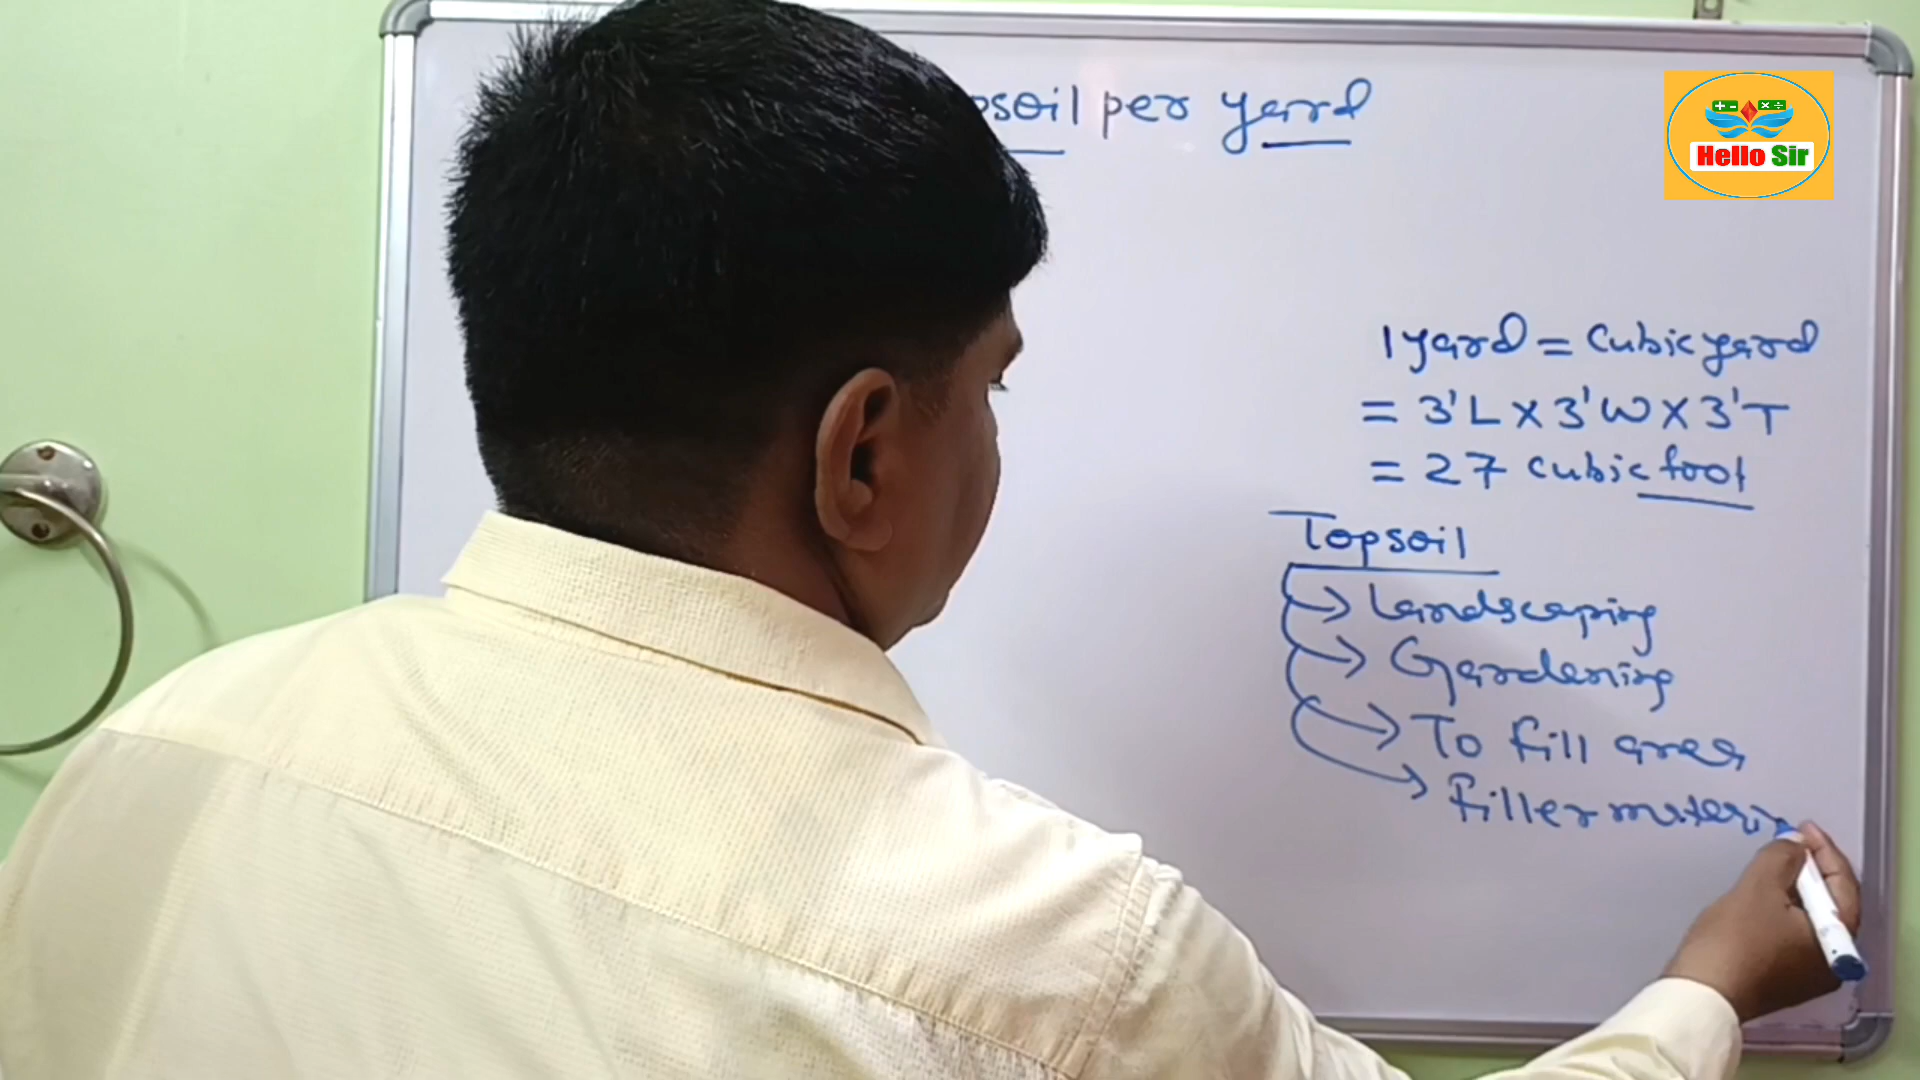 psoil per yard
+ - × ÷
Hello Sir
1 yard = Cubic yard
= 3'L X 3'W X 3'T
= 27 cubic foot
Topsoil
→ Landscaping
→ Gardening
→ To fill area
→ filler materia